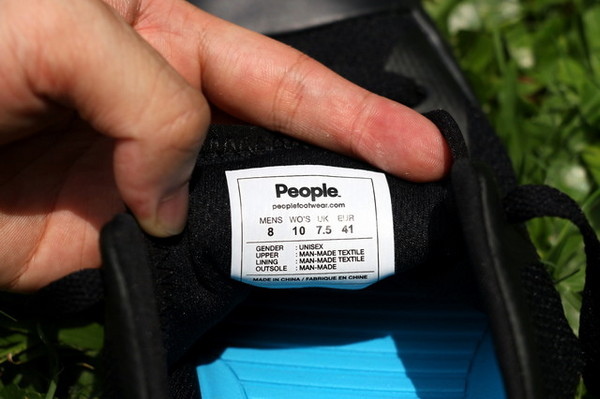 People.
peoplefootwear.com
MENS WO'S UK EUR
8 10 7.5 41
GENDER : UNISEX
UPPER : MAN-MADE TEXTILE
LINING : MAN-MADE TEXTILE
OUTSOLE : MAN-MADE
MADE IN CHINA / FABRIQUE EN CHINE